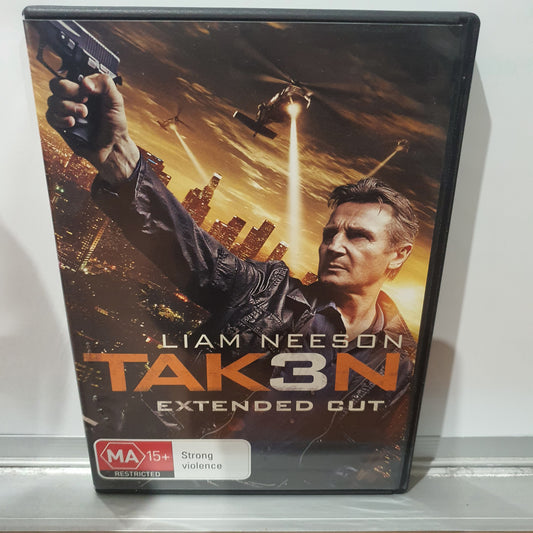 LIAM NEESON
TAK3N
EXTENDED CUT
MA 15+ Strong
violence
RESTRICTED